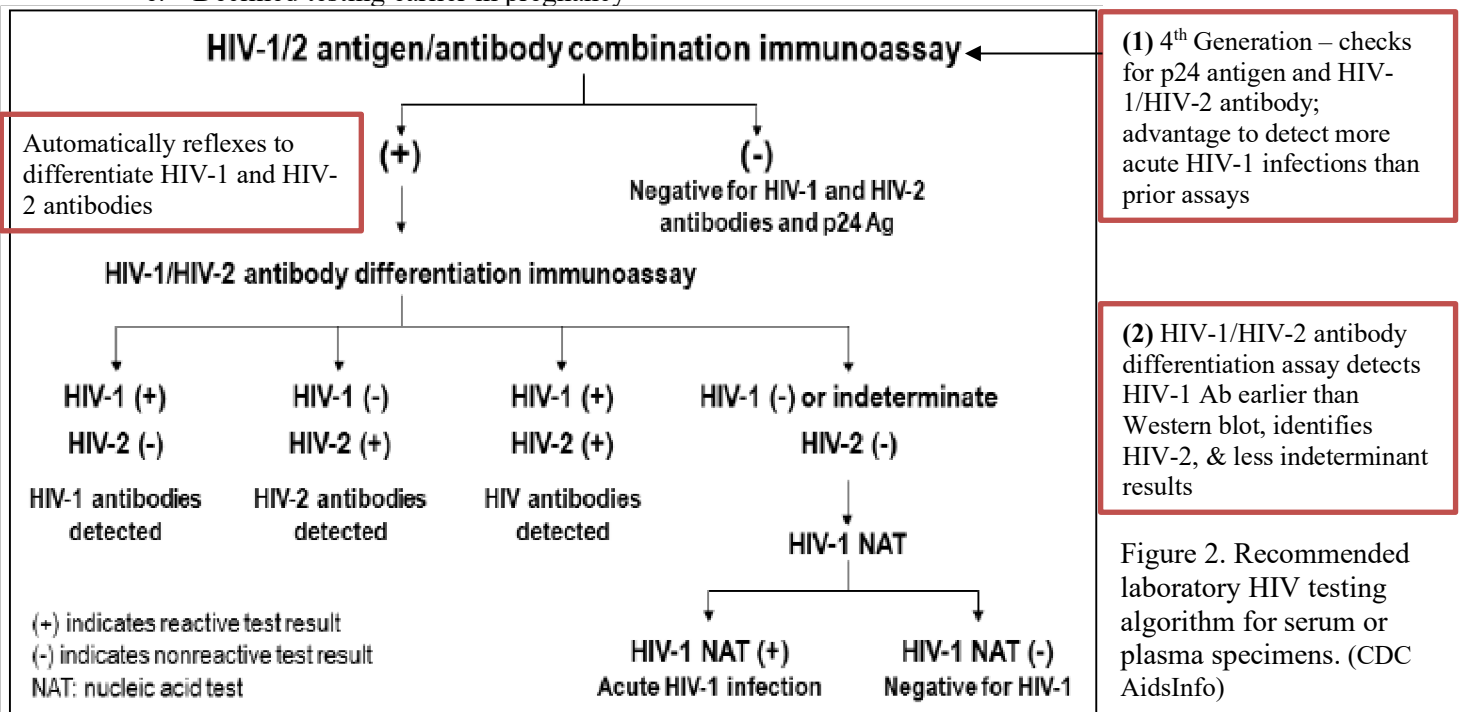 HIV-1/2 antigen/antibody combination immunoassay
(1) 4th Generation – checks
for p24 antigen and HIV-
1/HIV-2 antibody;
advantage to detect more
acute HIV-1 infections than
prior assays
Automatically reflexes to
differentiate HIV-1 and HIV-
2 antibodies
(+)
(-)
Negative for HIV-1 and HIV-2
antibodies and p24 Ag
HIV-1/HIV-2 antibody differentiation immunoassay
(2) HIV-1/HIV-2 antibody
differentiation assay detects
HIV-1 Ab earlier than
Western blot, identifies
HIV-2, & less indeterminant
results
HIV-1 (+)
HIV-2 (-)
HIV-1 antibodies
detected
HIV-1 (-)
HIV-2 (+)
HIV-2 antibodies
detected
HIV-1 (+)
HIV-2 (+)
HIV antibodies
detected
HIV-1 (-) or indeterminate
HIV-2 (-)
HIV-1 NAT
HIV-1 NAT (+)
Acute HIV-1 infection
HIV-1 NAT (-)
Negative for HIV-1
(+) indicates reactive test result
(-) indicates nonreactive test result
NAT: nucleic acid test
Figure 2. Recommended
laboratory HIV testing
algorithm for serum or
plasma specimens. (CDC
AidsInfo)